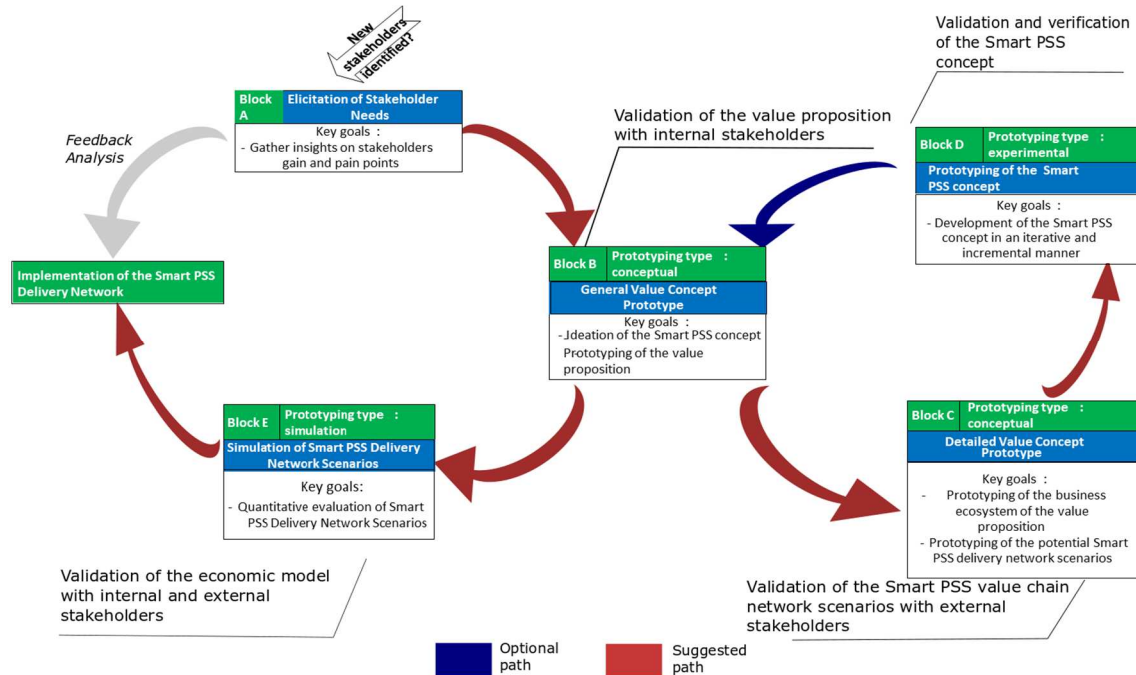 New
stakeholders
identified?
Block
A
Elicitation of Stakeholder
Needs
Key goals :
- Gather insights on stakeholders
gain and pain points
Feedback
Analysis
Validation of the value proposition
with internal stakeholders
Validation and verification
of the Smart PSS
concept
Block D
Prototyping type :
experimental
Prototyping of the Smart
PSS concept
Key goals :
- Development of the Smart PSS
concept in an iterative and
incremental manner
Implementation of the Smart PSS
Delivery Network
Block B
Prototyping type :
conceptual
General Value Concept
Prototype
Key goals :
-Jdeation of the Smart PSS concept
Prototyping of the value
proposition
Block E
Prototyping type :
simulation
Simulation of Smart PSS Delivery
Network Scenarios
Key goals:
- Quantitative evaluation of Smart
PSS Delivery Network Scenarios
Block C
Prototyping type :
conceptual
Detailed Value Concept
Prototype
Key goals :
- Prototyping of the business
ecosystem of the value
proposition
- Prototyping of the potential Smart
PSS delivery network scenarios
Validation of the economic model
with internal and external
stakeholders
Validation of the Smart PSS value chain
network scenarios with external
stakeholders
Optional
path
Suggested
path